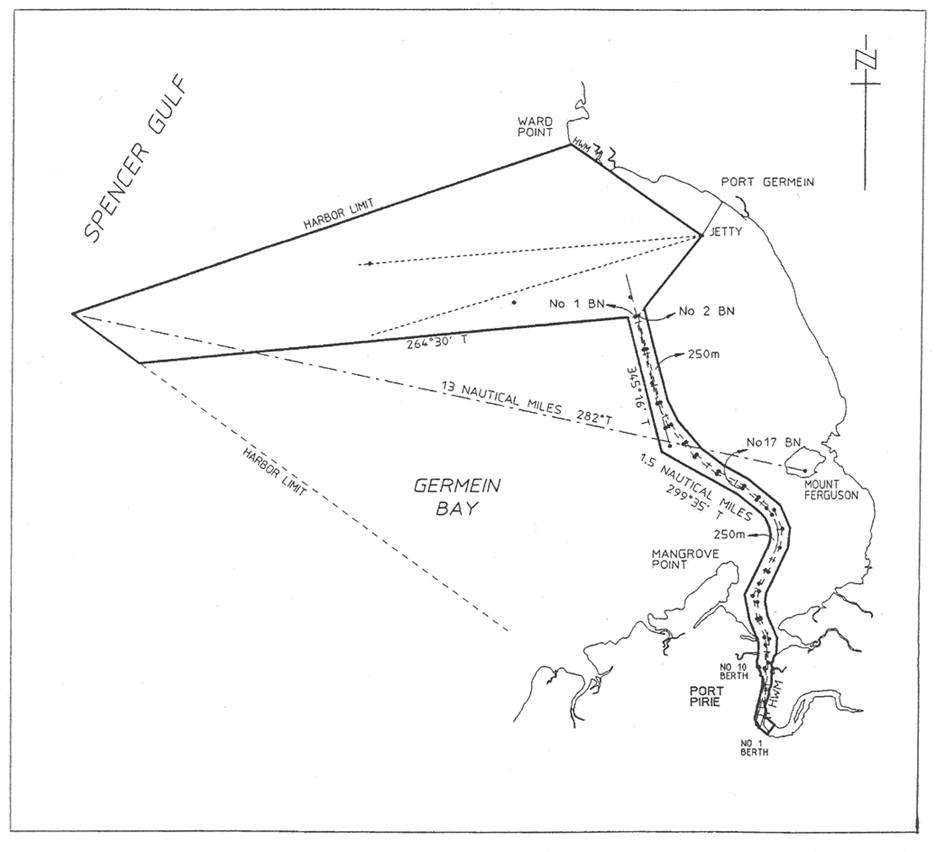 N
SPENCER GULF
WARD
POINT
HWM
PORT GERMEIN
HARBOR LIMIT
JETTY
No 1 BN
No 2 BN
264°30' T
250m
345°16' T
13 NAUTICAL MILES 282°T
No17 BN
HARBOR LIMIT
1.5 NAUTICAL MILES
299°35' T
MOUNT
FERGUSON
GERMEIN
BAY
250m
MANGROVE
POINT
NO 10
BERTH
PORT
PIRIE
HWM
NO 1
BERTH